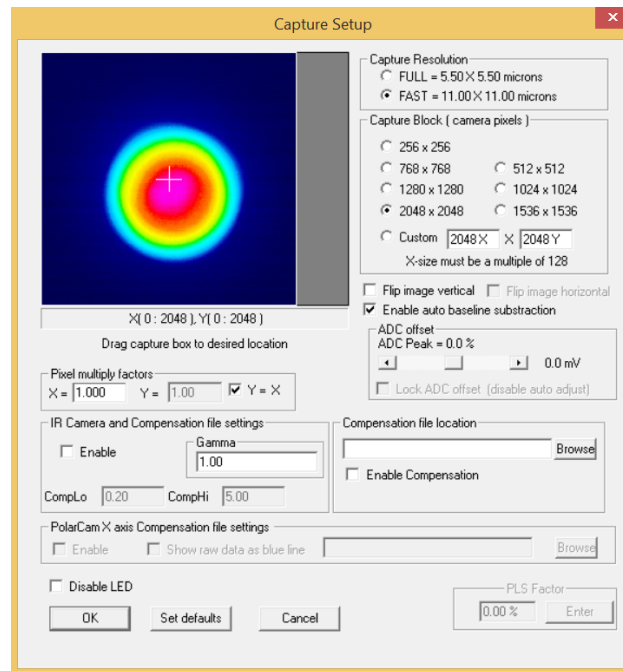 Capture Setup
x
Capture Resolution
FULL = 5.50 X 5.50 microns
FAST = 11.00 X 11.00 microns
Capture Block ( camera pixels )
256 x 256
768 x 768 512 x 512
1280 x 1280 1024 x 1024
2048 x 2048 1536 x 1536
Custom 2048 X X 2048 Y
X-size must be a multiple of 128
Flip image vertical Flip image horizontal
Enable auto baseline substraction
X( 0 : 2048 ), Y( 0 : 2048 )
Drag capture box to desired location
ADC offset
ADC Peak = 0.0 %
0.0 mV
Lock ADC offset (disable auto adjust)
Pixel multiply factors
X = 1.000 Y = 1.00 Y = X
IR Camera and Compensation file settings
Enable
Gamma
1.00
CompLo 0.20 CompHi 5.00
Compensation file location
Browse
Enable Compensation
PolarCam X axis Compensation file settings
Enable Show raw data as blue line Browse
Disable LED
OK Set defaults Cancel
PLS Factor
0.00 % Enter